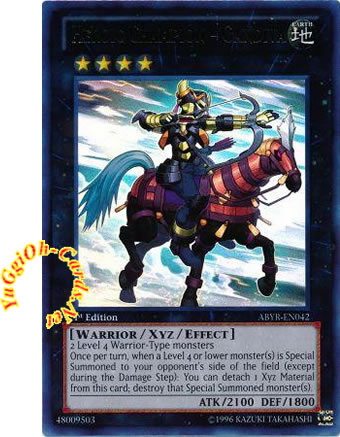 EARTH
地
YuGgiOh-Cards.Net
1st Edition
ABYR-EN042
[WARRIOR / XYZ / EFFECT]
2 Level 4 Warrior-Type monsters
Once per turn, when a Level 4 or lower monster(s) is Special
Summoned to your opponent's side of the field (except
during the Damage Step): You can detach 1 Xyz Material
from this card; destroy that Special Summoned monster(s).
ATK/2100 DEF/1800
48009503
©1996 KAZUKI TAKAHASHI